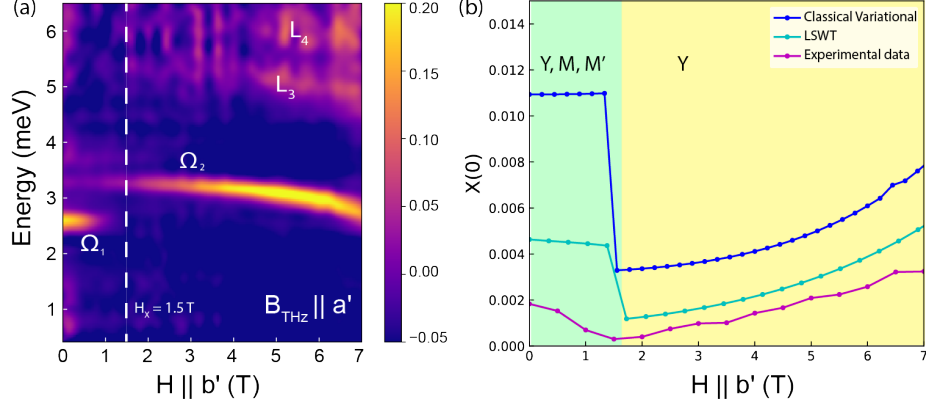 (a)
Energy (meV)
6
5
4
3
2
1
L₄
L₃
Ω₂
Ω₁
Hₓ = 1.5 T
B_THz || a'
0 1 2 3 4 5 6 7
H || b' (T)
0.20
0.15
0.10
0.05
0.00
−0.05
(b)
χ(0)
0.014
0.012
0.010
0.008
0.006
0.004
0.002
0.000
Classical Variational
LSWT
Experimental data
Y, M, M′
Y
0 1 2 3 4 5 6 7
H || b' (T)